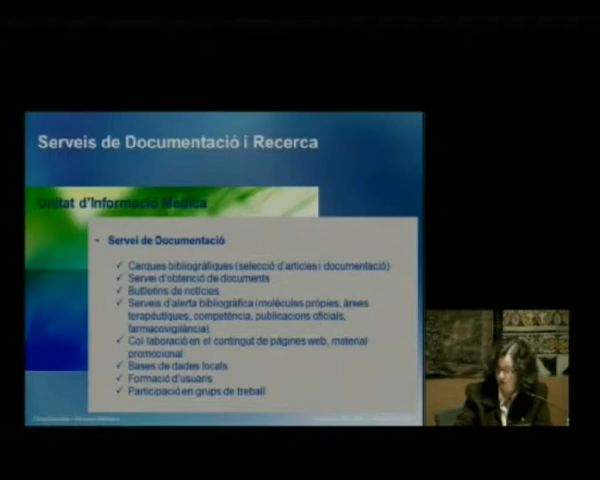 Serveis de Documentació i Recerca
Unitat d'Informació Mèdica
• Servei de Documentació
✓ Cerques bibliogràfiques (selecció d'articles i documentació)
✓ Servei d'obtenció de documents
✓ Butlletins de notícies
✓ Serveis d'alerta bibliogràfica (molècules pròpies, àrees
terapèutiques, competència, publicacions oficials,
farmacovigilància)
✓ Col·laboració en el contingut de pàgines web, material
promocional
✓ Bases de dades locals
✓ Formació d'usuaris
✓ Participació en grups de treball